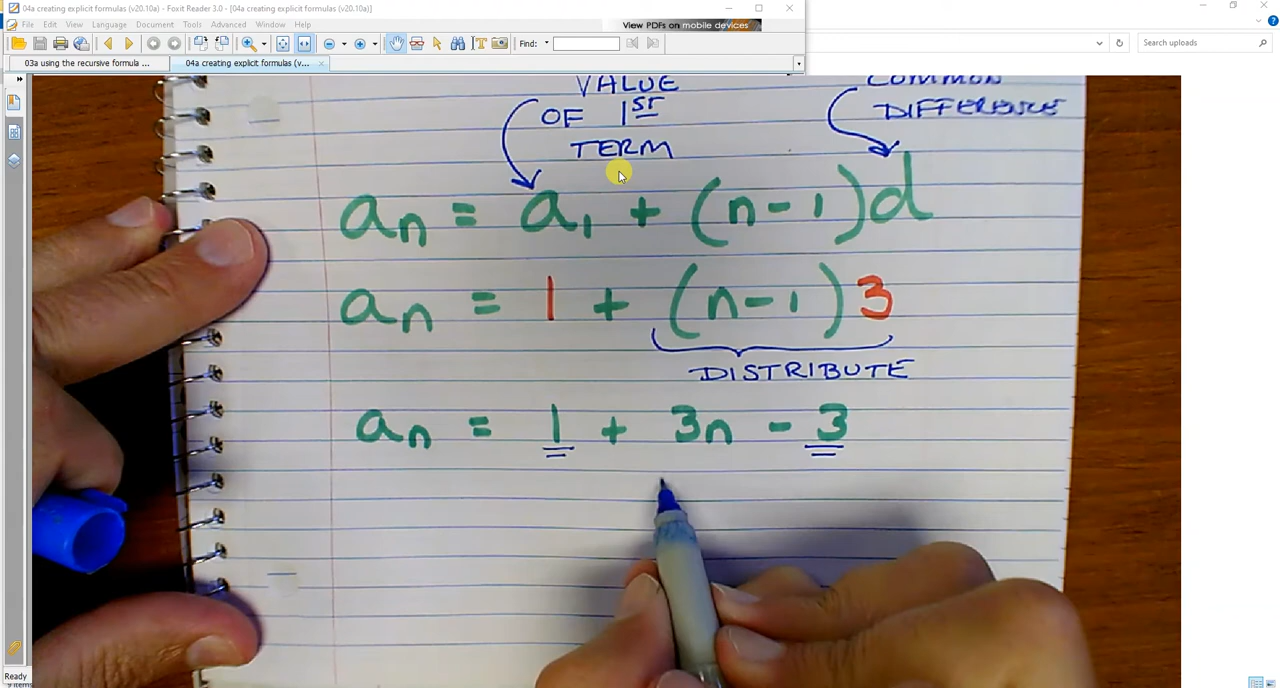 04a creating explicit formulas (v20.10a) - Foxit Reader 3.0 - [04a creating explicit formulas (v20.10a)]
File Edit View Language Document Tools Advanced Window Help
View PDFs on mobile devices
Find:
Search uploads
03a using the recursive formula ...
04a creating explicit formulas (v...
VALUE OF 1ST TERM
COMMON DIFFERENCE
aₙ = a₁ + (n-1)d
aₙ = 1 + (n-1)3
DISTRIBUTE
aₙ = 1 + 3n - 3
Ready